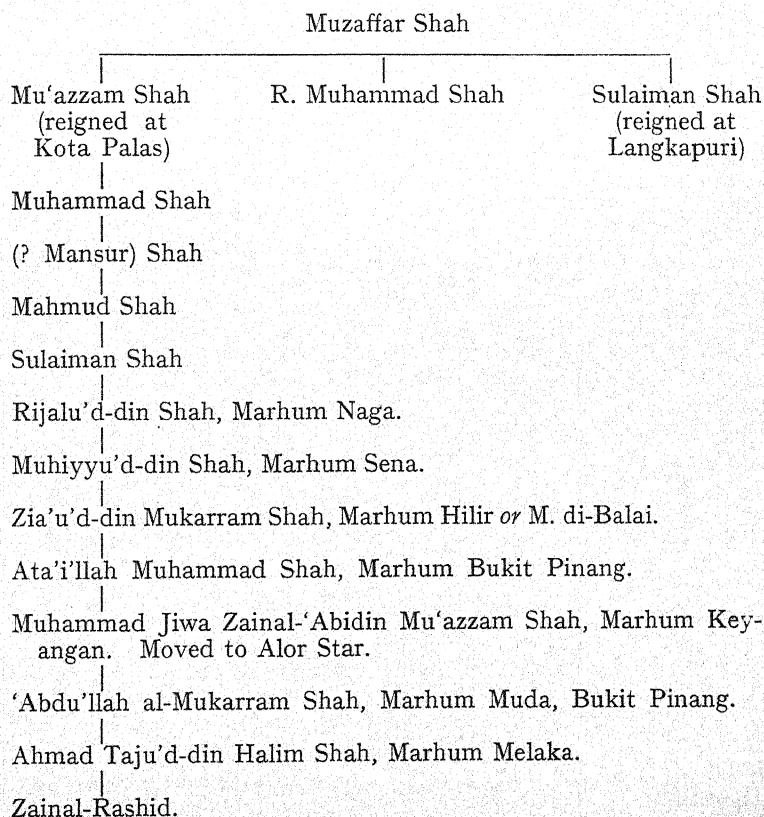 Muzaffar Shah
Mu‘azzam Shah R. Muhammad Shah Sulaiman Shah
(reigned at (reigned at
Kota Palas) Langkapuri)
Muhammad Shah
(? Mansur) Shah
Mahmud Shah
Sulaiman Shah
Rijalu’d-din Shah, Marhum Naga.
Muhiyyu’d-din Shah, Marhum Sena.
Zia’u’d-din Mukarram Shah, Marhum Hilir or M. di-Balai.
Ata’i’llah Muhammad Shah, Marhum Bukit Pinang.
Muhammad Jiwa Zainal-‘Abidin Mu‘azzam Shah, Marhum Key-
angan. Moved to Alor Star.
‘Abdu’llah al-Mukarram Shah, Marhum Muda, Bukit Pinang.
Ahmad Taju’d-din Halim Shah, Marhum Melaka.
Zainal-Rashid.